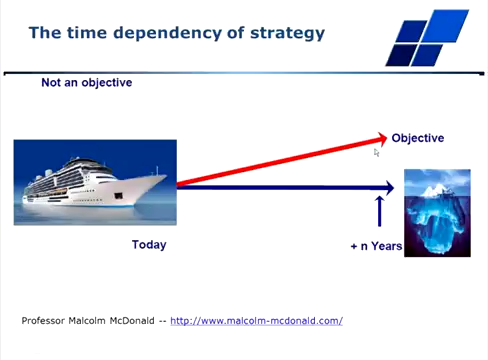 The time dependency of strategy
Not an objective
Objective
Today
+ n Years
Professor Malcolm McDonald -- http://www.malcolm-mcdonald.com/